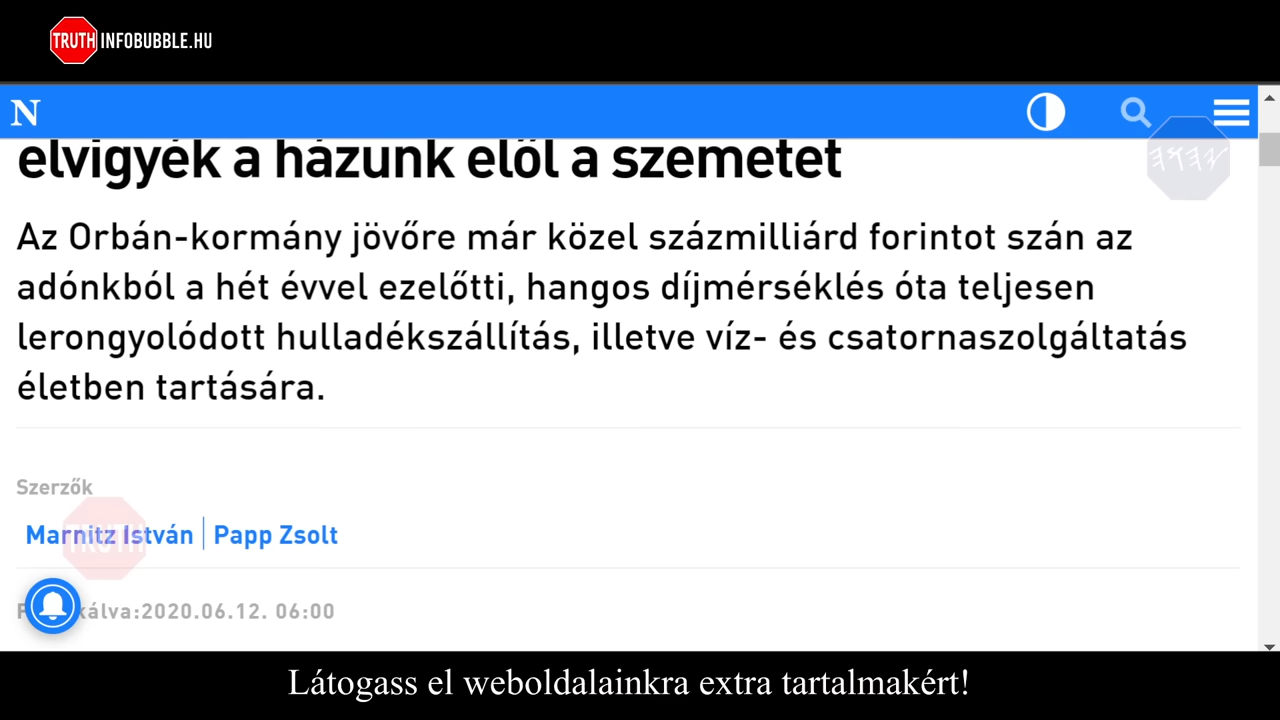 TRUTH INFOBUBBLE.HU
N
elvigyék a házunk elől a szemetet
Az Orbán-kormány jövőre már közel százmilliárd forintot szán az
adónkból a hét évvel ezelőtti, hangos díjmérséklés óta teljesen
lerongyolódott hulladékszállítás, illetve víz- és csatornaszolgáltatás
életben tartására.
Szerzők
Marnitz István | Papp Zsolt
TRUTH
2020.06.12. 06:00
Látogass el weboldalainkra extra tartalmakért!